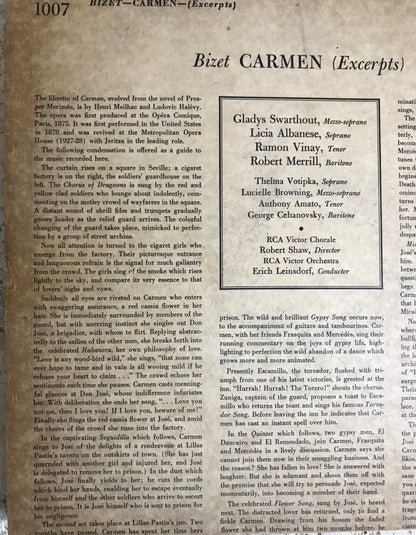 1007
BIZET—CARMEN—(Excerpts)
Bizet CARMEN (Excerpts)
The libretto of Carmen, evolved from the novel of Pros-
per Merimée, is by Henri Meilhac and Ludovic Halévy.
The opera was first produced at the Opéra Comique,
Paris, 1875. It was first performed in the United States
in 1878 and was revived at the Metropolitan Opera
House (1927-28) with Jeritza in the leading role.
The following condensation is offered as a guide to
the music recorded here.
The curtain rises on a square in Seville; a cigaret
factory is on the right, the soldiers' guardhouse on the
left. The Chorus of Dragoons is sung by the red and
yellow clad soldiers who lounge about indolently, com-
menting on the motley crowd of wayfarers in the square.
A distant sound of shrill fifes and trumpets gradually
grows louder as the relief guard arrives. The colorful
changing of the guard takes place, mimicked to perfec-
tion by a group of street urchins.
Now all attention is turned to the cigaret girls who
emerge from the factory. Their picturesque entrance
and languorous refrain is the signal for much gallantry
from the crowd. The girls sing of the smoke which rises
lightly to the sky, and compare its very essence to that
of lovers' sighs and vows.
Suddenly all eyes are riveted on Carmen who enters
with swaggering assurance, a red cassia flower in her
hair. She is immediately surrounded by members of the
guard, but with unerring instinct she singles out Don
José, a brigadier, with whom to flirt. Replying abstract-
edly to the sallies of the other men, she breaks forth into
the celebrated Habanera, her own philosophy of love.
"Love is any wood-bird wild," she sings, "that none can
ever hope to tame and in vain is all wooing mild if he
refuses your heart to claim . . ." The crowd echoes her
sentiments each time she pauses. Carmen casts meaning-
ful glances at Don José, whose indifference infuriates
her. With deliberation she ends her song, ". . . Love you
not me, then I love you! If I love you, beware of me!"
Finally she flings the red cassia flower at José, and amid
the jeers of the crowd she runs into the factory.
In the captivating Seguidilla which follows, Carmen
sings to José of the delights of a rendezvous at Lillas
Pastia's tavern on the outskirts of town. (She has just
quarreled with another girl and injured her, and José
is delegated to remove her to prison.) In the duet which
follows, José finally yields to her; he cuts the cords
which bind her hands, enabling her to escape eventually
from himself and the other soldiers who arrive to escort
her to prison. It is José himself who is sent to prison for
his negligence.
The second act takes place at Lillas Pastia's inn. Two
months have passed. Carmen has spent her time here
Gladys Swarthout, Mezzo-soprano
Licia Albanese, Soprano
Ramon Vinay, Tenor
Robert Merrill, Baritone
Thelma Votipka, Soprano
Lucielle Browning, Mezzo-soprano
Anthony Amato, Tenor
George Cehanovsky, Baritone
RCA Victor Chorale
Robert Shaw, Director
RCA Victor Orchestra
Erich Leinsdorf, Conductor
prison. The wild and brilliant Gypsy Song occurs now,
to the accompaniment of guitars and tambourines. Car-
men, with her friends Frasquita and Mercédès, sing their
running commentary on the joys of gypsy life, high-
lighting to perfection the wild abandon of a dance which
grows more and more animated.
Presently Escamillo, the toreador, flushed with tri-
umph from one of his latest victories, is greeted at the
inn. "Hurrah! Hurrah! The Torero!" shouts the chorus.
Zuniga, captain of the guard, proposes a toast to Esca-
millo who returns the toast and sings his famous Torea-
dor Song. Before leaving the inn he indicates that Car-
men has cast an instant spell over him.
In the Quintet which follows, two gypsy men, El
Dancairo and El Remendado, join Carmen, Frasquita
and Mercédès in a lively discussion. Carmen says she
cannot join them now in their smuggling business. And
the reason? She has fallen in love! She is answered with
laughter. But she is adamant and allows them off with
the idea that she will try to persuade José, expected
momentarily, into becoming a member of their band.
The celebrated Flower Song, sung by José, is heard
next. The distracted lover has returned, only to find a
fickle Carmen. Drawing from his bosom the faded
flower she had thrown at him two months before, he